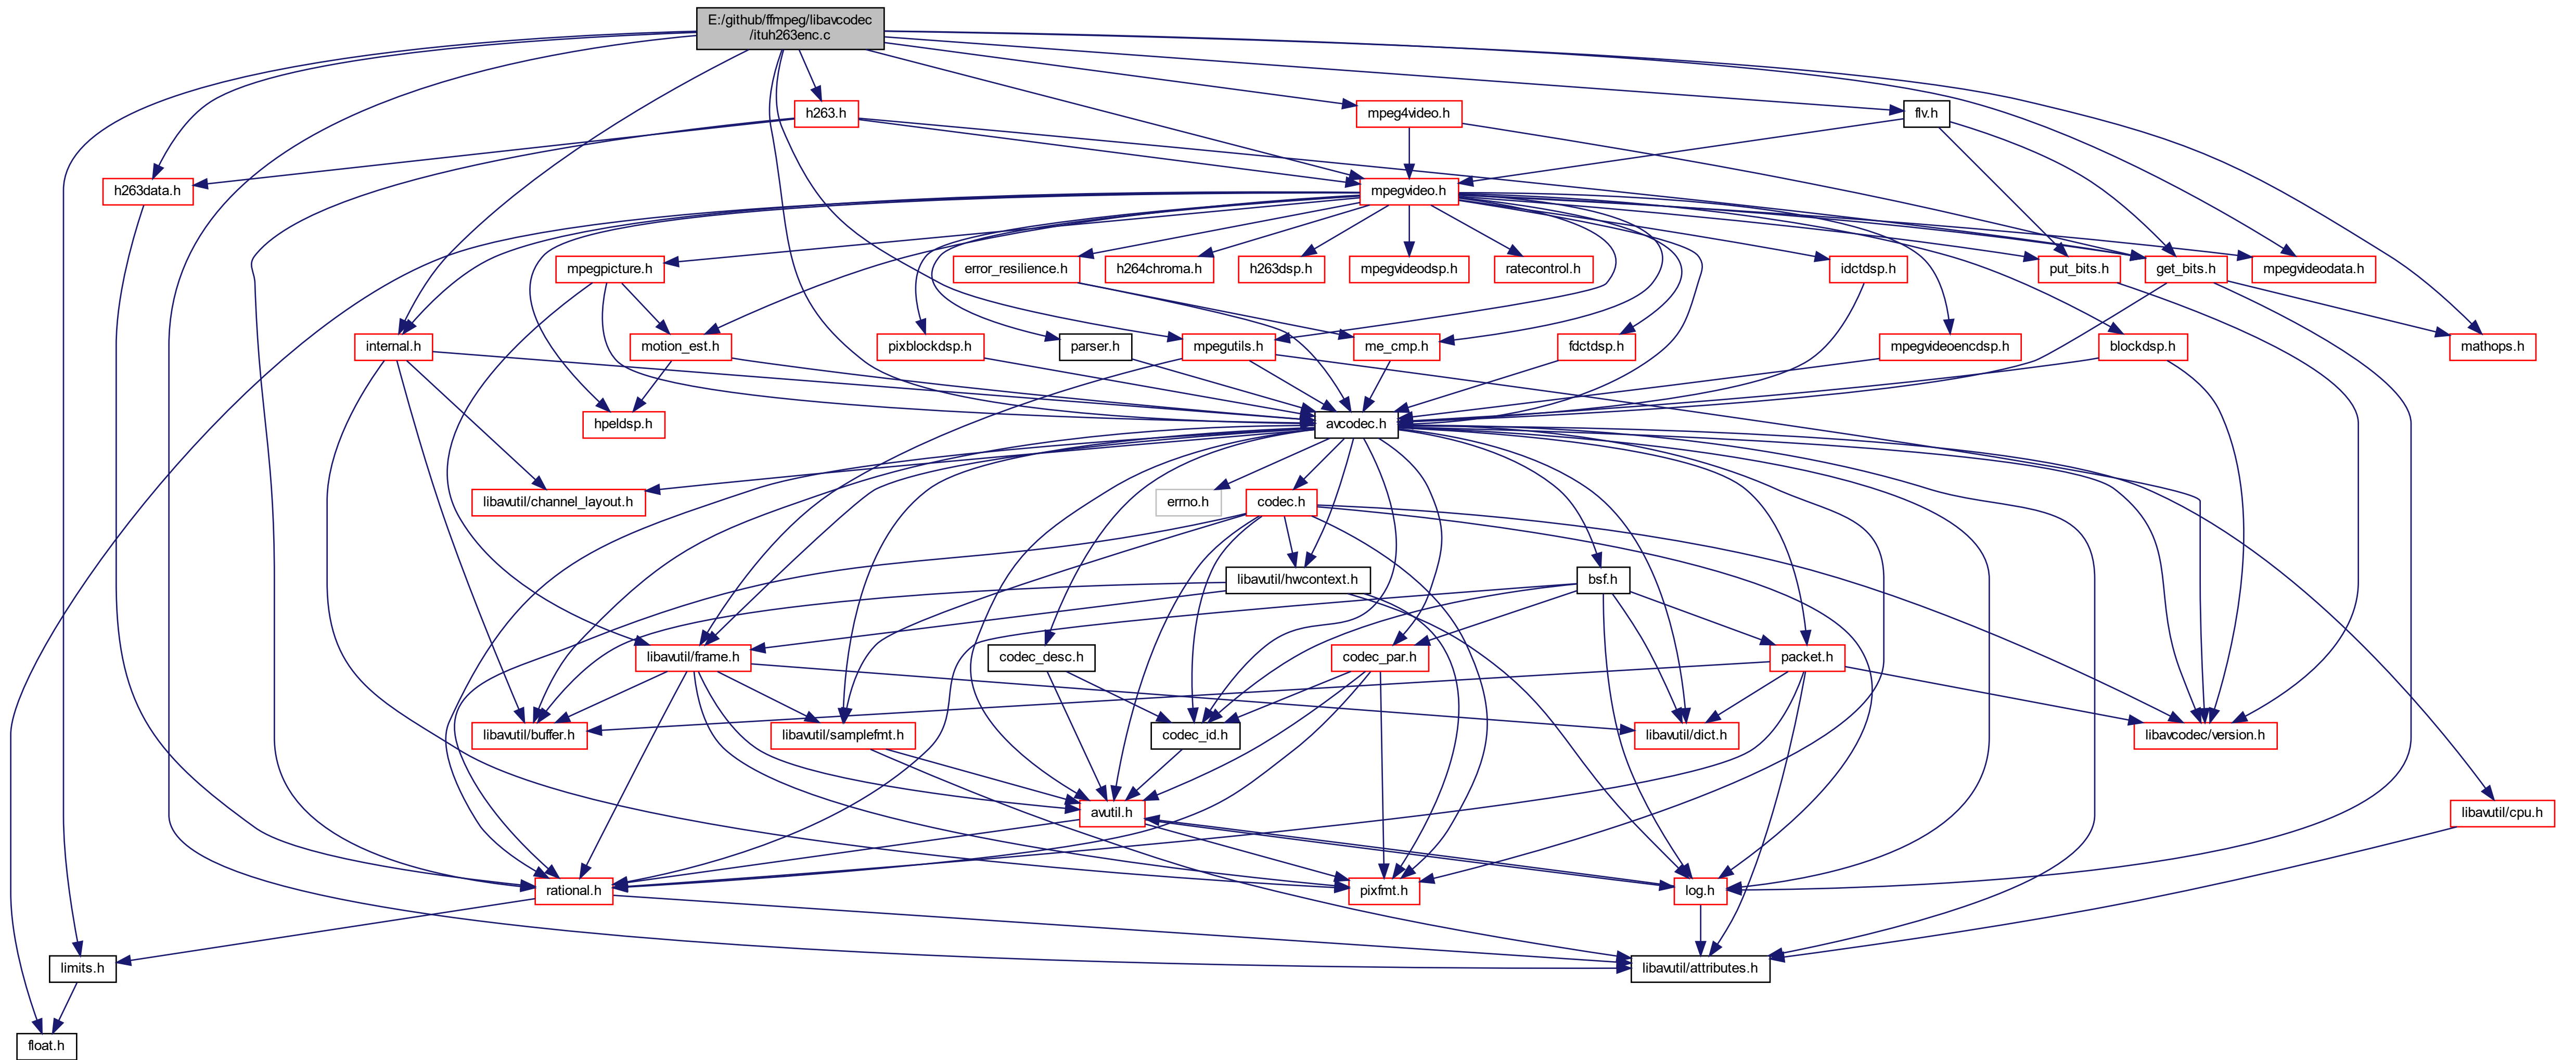 E:/github/ffmpeg/libavcodec
/ituh263enc.c
h263.h
mpeg4video.h
flv.h
h263data.h
mpegvideo.h
mpegpicture.h
error_resilience.h
h264chroma.h
h263dsp.h
mpegvideodsp.h
ratecontrol.h
idctdsp.h
put_bits.h
get_bits.h
mpegvideodata.h
internal.h
motion_est.h
pixblockdsp.h
parser.h
mpegutils.h
me_cmp.h
fdctdsp.h
mpegvideoencdsp.h
blockdsp.h
mathops.h
hpeldsp.h
avcodec.h
libavutil/channel_layout.h
errno.h
codec.h
libavutil/hwcontext.h
bsf.h
libavutil/frame.h
codec_desc.h
codec_par.h
packet.h
libavutil/buffer.h
libavutil/samplefmt.h
codec_id.h
libavutil/dict.h
libavcodec/version.h
avutil.h
libavutil/cpu.h
rational.h
pixfmt.h
log.h
limits.h
libavutil/attributes.h
float.h